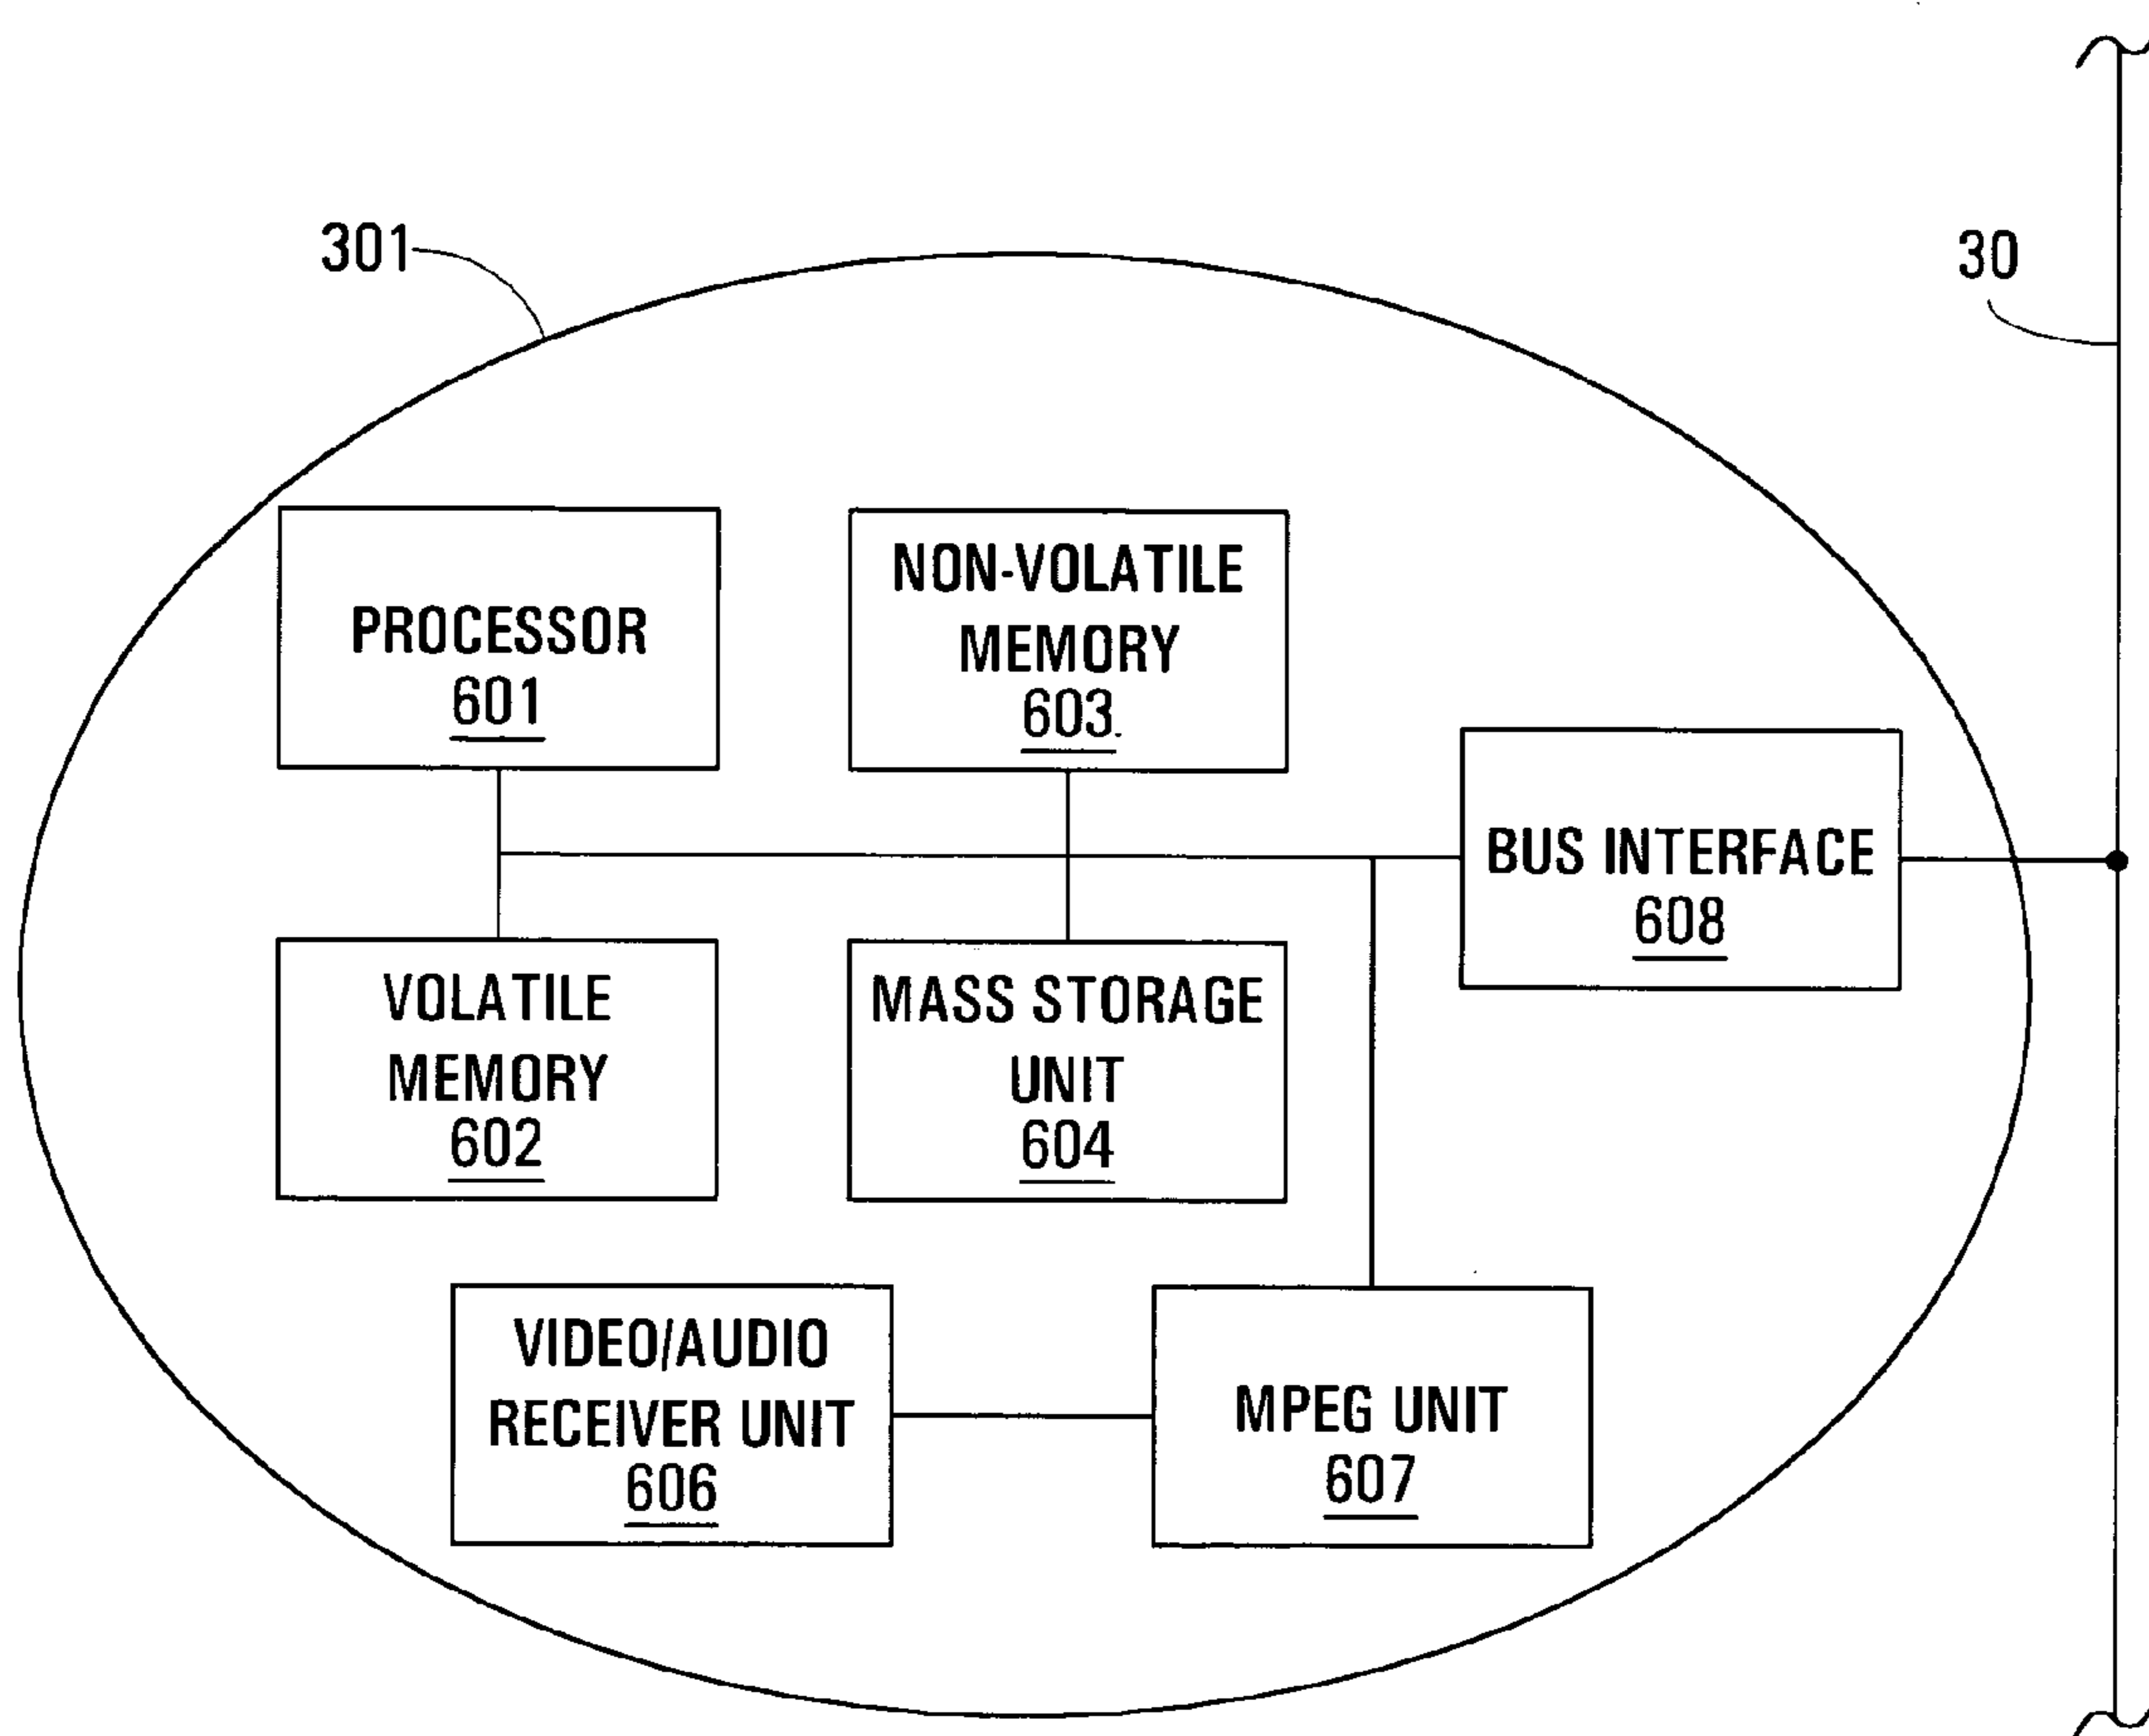 301
30
PROCESSOR
601
NON-VOLATILE
MEMORY
603
BUS INTERFACE
608
VOLATILE
MEMORY
602
MASS STORAGE
UNIT
604
VIDEO/AUDIO
RECEIVER UNIT
606
MPEG UNIT
607